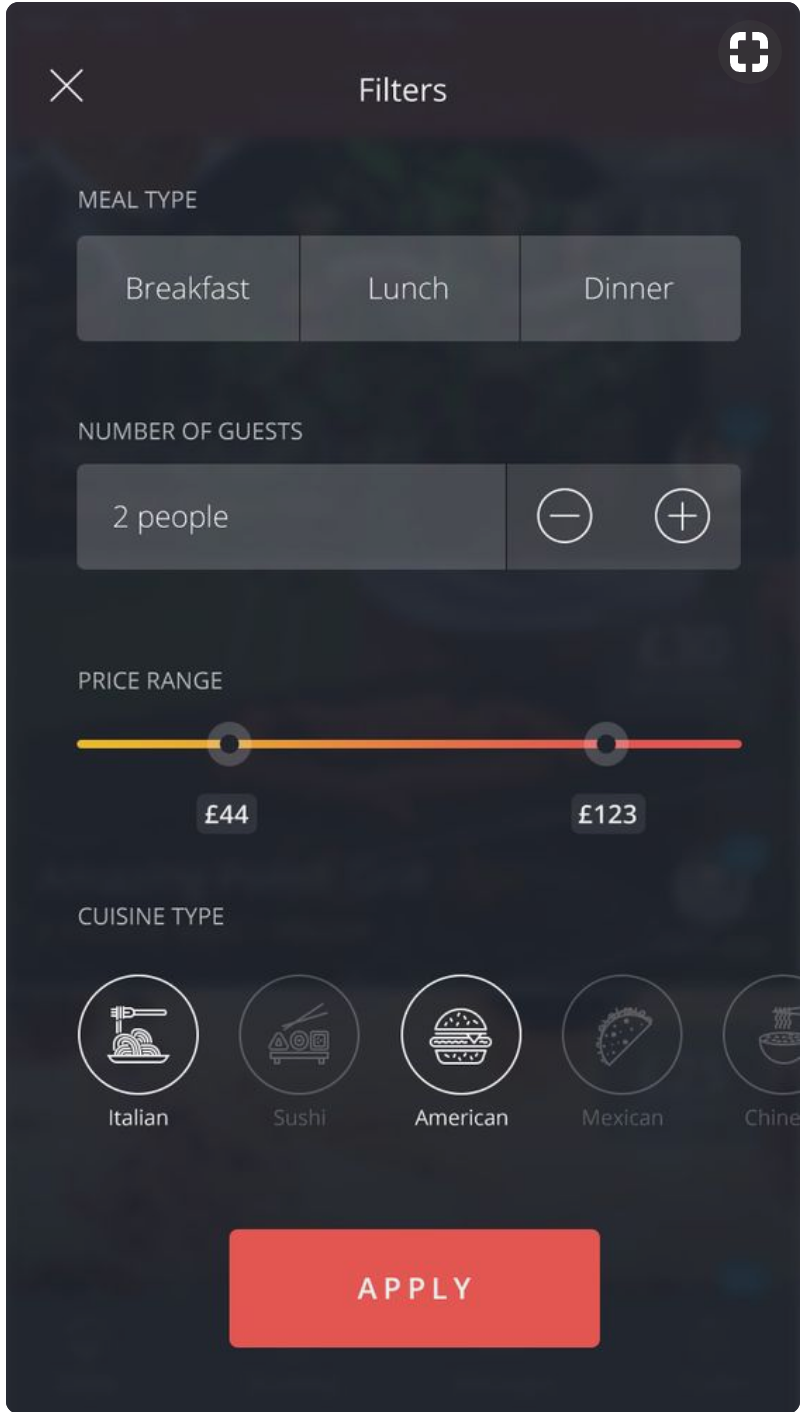 Filters
MEAL TYPE
Breakfast Lunch Dinner
NUMBER OF GUESTS
2 people
PRICE RANGE
£44 £123
CUISINE TYPE
Italian Sushi American Mexican Chine
APPLY